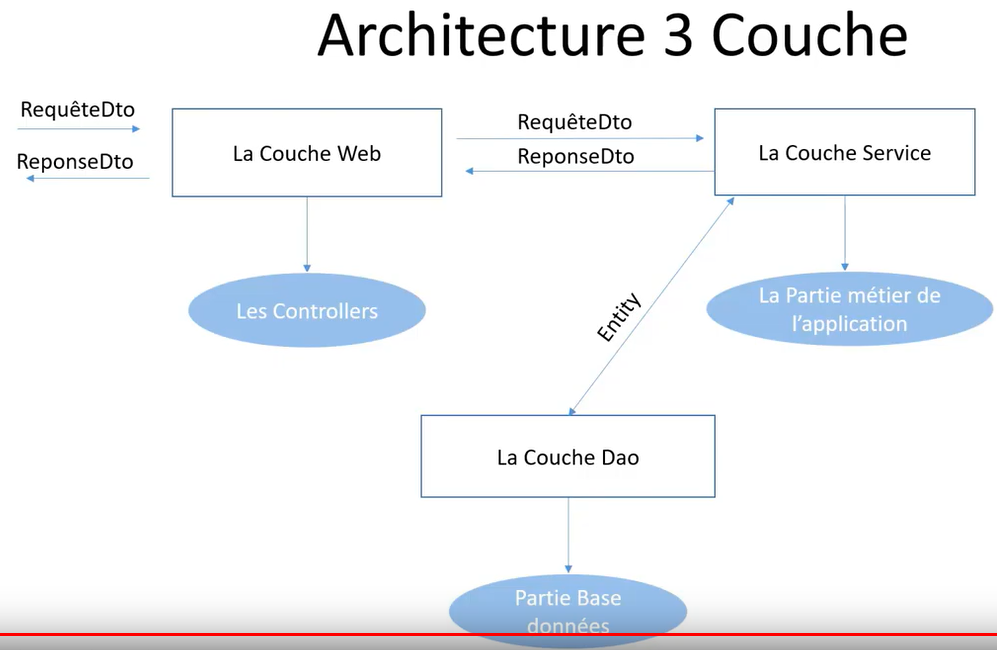 Architecture 3 Couche
RequêteDto
ReponseDto
La Couche Web
RequêteDto
ReponseDto
La Couche Service
Les Controllers
La Partie métier de
l’application
Entity
La Couche Dao
Partie Base
données